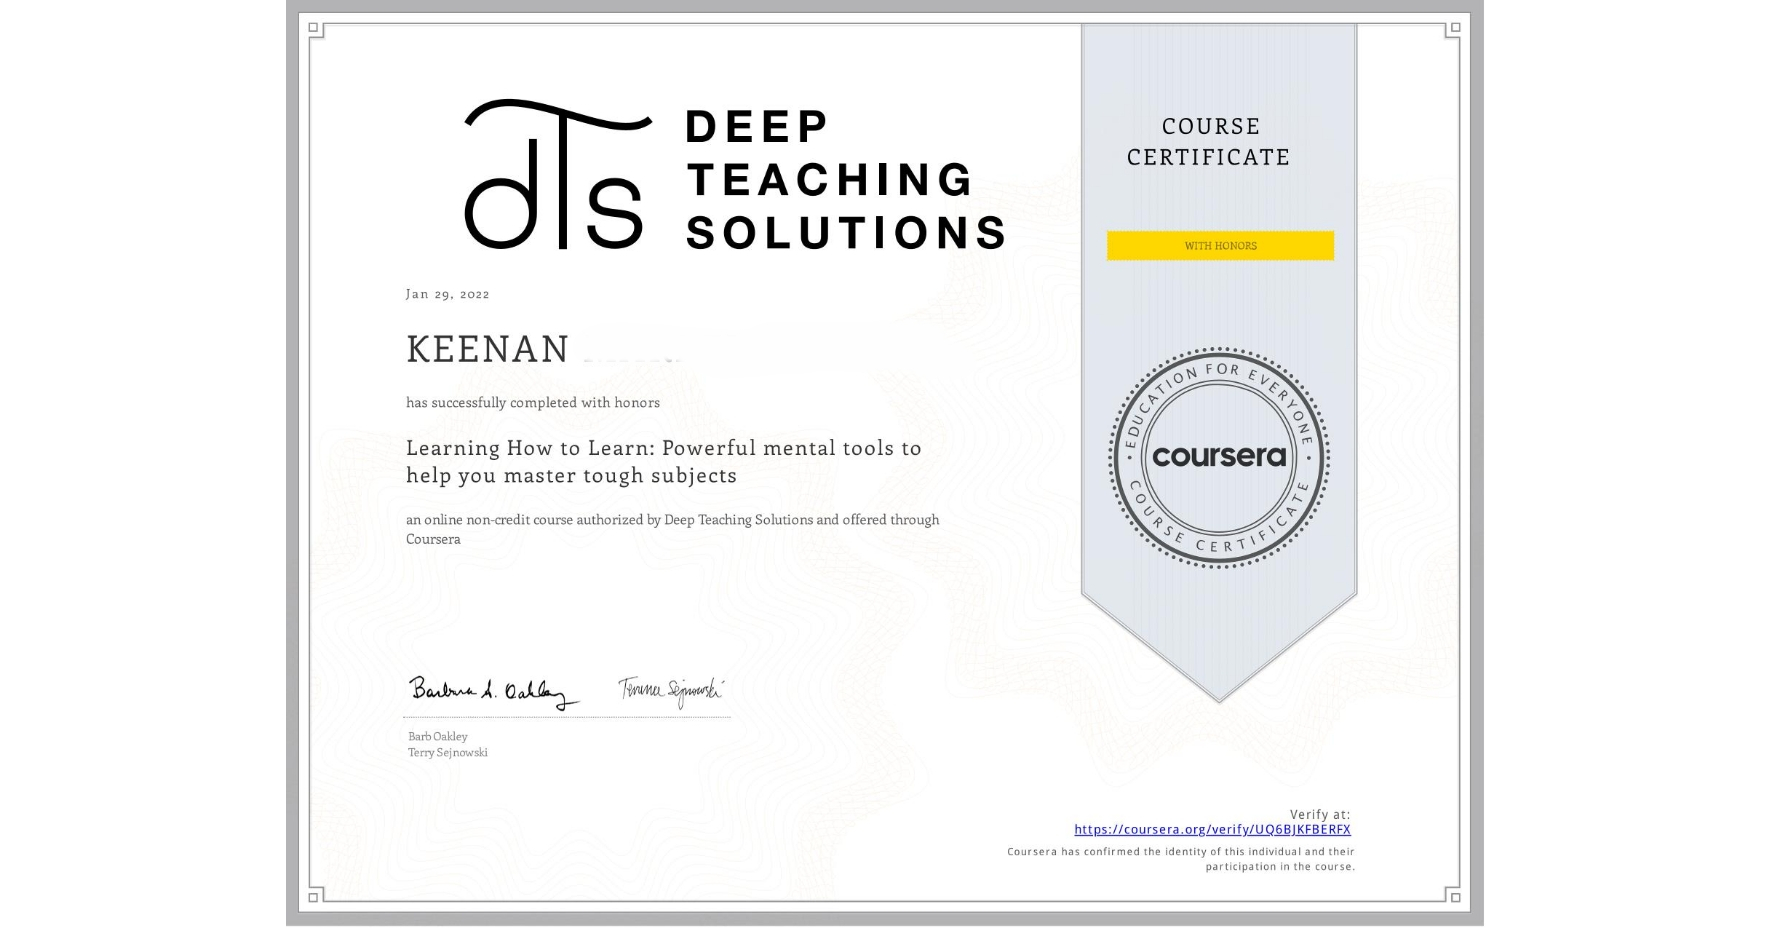 dTs
DEEP
TEACHING
SOLUTIONS
COURSE
CERTIFICATE
WITH HONORS
Jan 29, 2022
KEENAN
has successfully completed with honors
Learning How to Learn: Powerful mental tools to
help you master tough subjects
an online non-credit course authorized by Deep Teaching Solutions and offered through
Coursera
EDUCATION FOR EVERYONE
coursera
COURSE CERTIFICATE
Barbara A. Oakley
Terrence Sejnowski
Barb Oakley
Terry Sejnowski
Verify at:
https://coursera.org/verify/UQ6BJKFBERFX
Coursera has confirmed the identity of this individual and their
participation in the course.